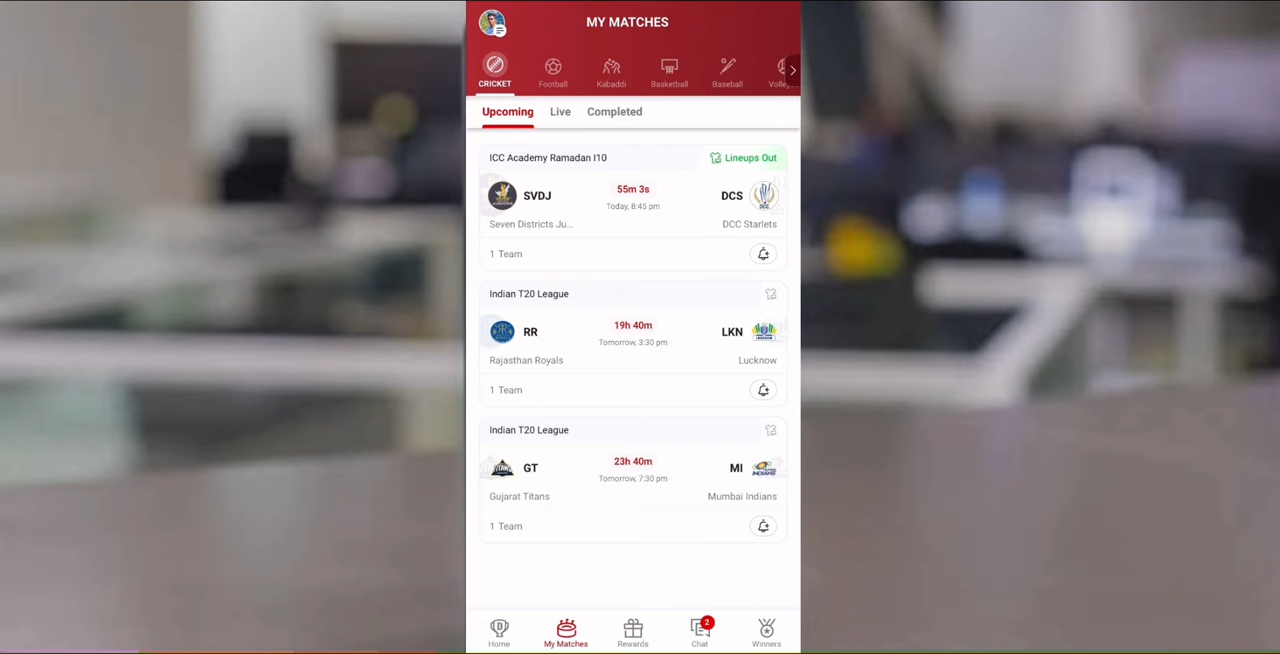 MY MATCHES
CRICKET Football Kabaddi Basketball Baseball Volley
Upcoming Live Completed
ICC Academy Ramadan I10 Lineups Out
SVDJ 55m 3s DCS
Today, 8:45 pm
Seven Districts Ju... DCC Starlets
1 Team
Indian T20 League
RR 19h 40m LKN
Tomorrow, 3:30 pm
Rajasthan Royals Lucknow
1 Team
Indian T20 League
GT 23h 40m MI
Tomorrow, 7:30 pm
Gujarat Titans Mumbai Indians
1 Team
2
Home My Matches Rewards Chat Winners